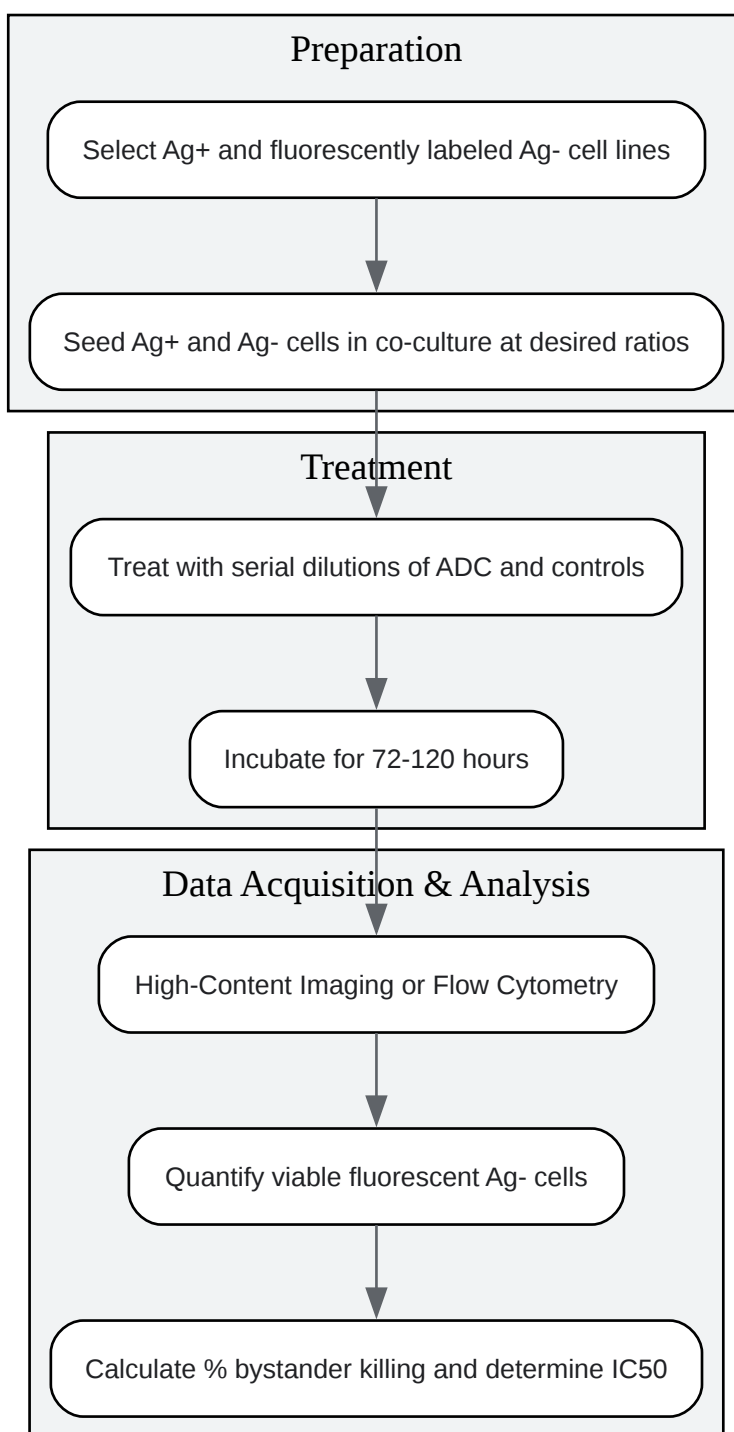 Preparation
Select Ag+ and fluorescently labeled Ag- cell lines
Seed Ag+ and Ag- cells in co-culture at desired ratios
Treatment
Treat with serial dilutions of ADC and controls
Incubate for 72-120 hours
Data Acquisition & Analysis
High-Content Imaging or Flow Cytometry
Quantify viable fluorescent Ag- cells
Calculate % bystander killing and determine IC50